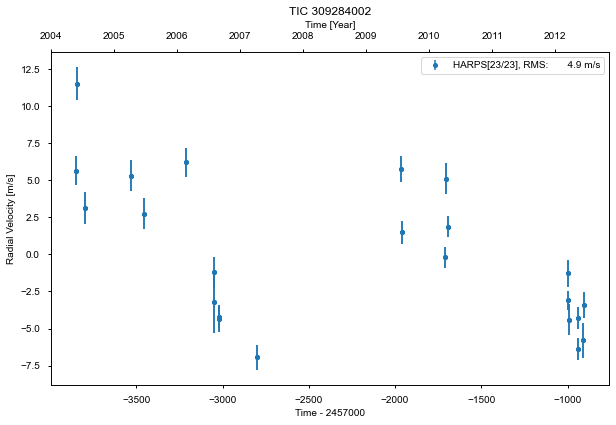 TIC 309284002
Time [Year]
2004 2005 2006 2007 2008 2009 2010 2011 2012
HARPS[23/23], RMS: 4.9 m/s
Radial Velocity [m/s]
12.5
10.0
7.5
5.0
2.5
0.0
−2.5
−5.0
−7.5
−3500 −3000 −2500 −2000 −1500 −1000
Time - 2457000